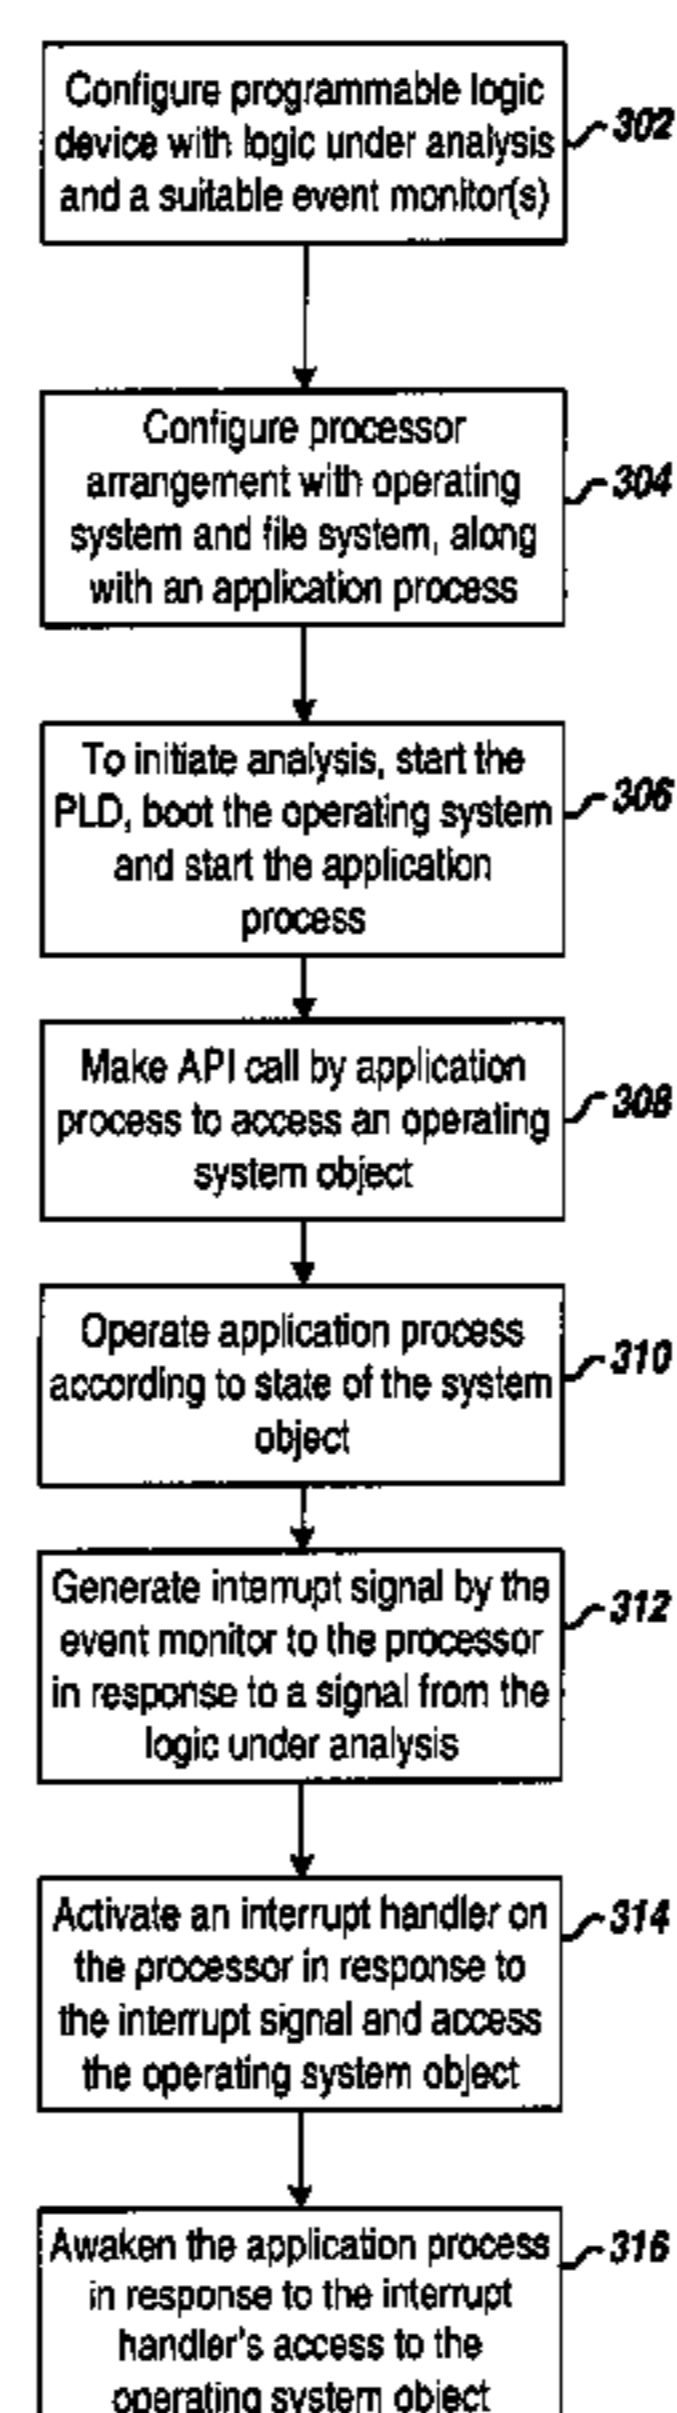 Configure programmable logic
device with logic under analysis
and a suitable event monitor(s)
302
Configure processor
arrangement with operating
system and file system, along
with an application process
304
To initiate analysis, start the
PLD, boot the operating system
and start the application
process
306
Make API call by application
process to access an operating
system object
308
Operate application process
according to state of the system
object
310
Generate interrupt signal by the
event monitor to the processor
in response to a signal from the
logic under analysis
312
Activate an interrupt handler on
the processor in response to
the interrupt signal and access
the operating system object
314
Awaken the application process
in response to the interrupt
handler's access to the
operating system object
316